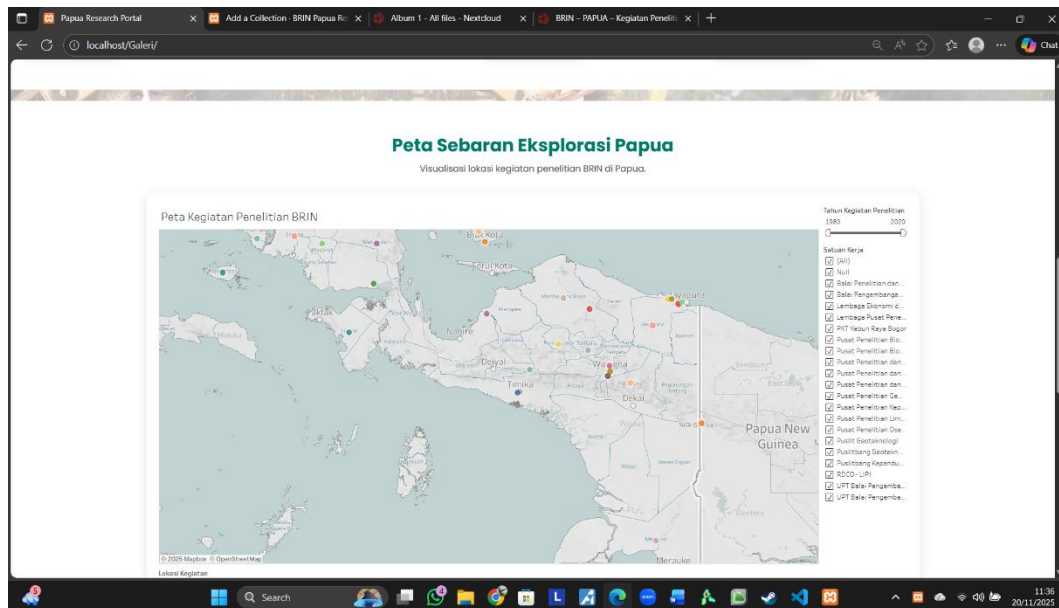 Papua Research Portal
Add a Collection · BRIN Papua Re
Album 1 - All files - Nextcloud
BRIN – PAPUA – Kegiatan Peneliti
localhost/Galeri/
Chat
Peta Sebaran Eksplorasi Papua
Visualisasi lokasi kegiatan penelitian BRIN di Papua.
Peta Kegiatan Penelitian BRIN
Tahun Kegiatan Penelitian
1980 2020
Satuan Kerja
(All)
Null
Balai Penelitian dan ...
Balai Pengembanga...
Lembaga Ekonomi d...
Lembaga Pusat Pene...
PKT Kebun Raya Bogor
Pusat Penelitian Bio...
Pusat Penelitian Bio...
Pusat Penelitian dan...
Pusat Penelitian dan...
Pusat Penelitian dan...
Pusat Penelitian Ge...
Pusat Penelitian Kep...
Pusat Penelitian Lim...
Pusat Penelitian Ose...
Puslit Geoteknologi
Puslitbang Geotekn...
Puslitbang Kependu...
RDCD - LIPI
UPT Balai Pengemba...
UPT Balai Pengemba...
Serui Kota
Nabire
Deiyai
Timika
Dekai
Papua New
Guinea
Western
Merauke
© 2025 Mapbox © OpenStreetMap
Lokasi Kegiatan
Search
11:36
20/11/2025